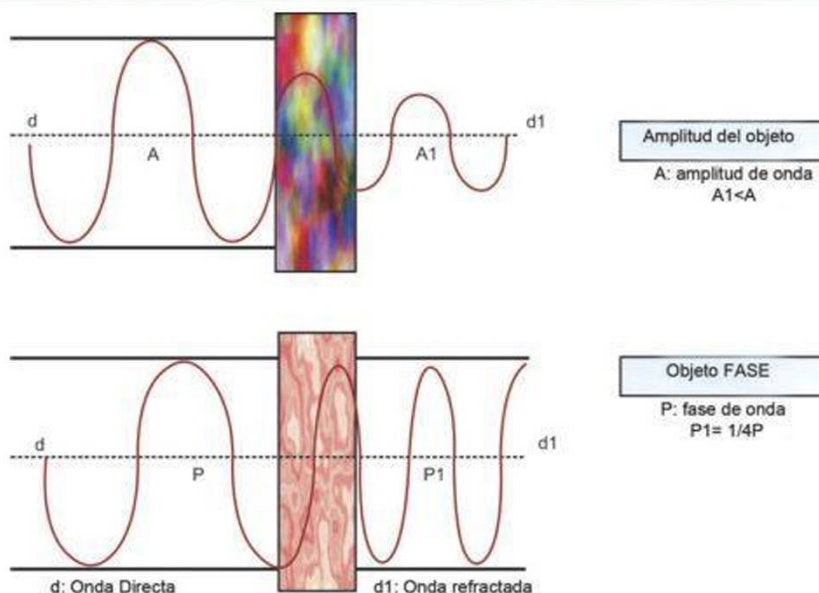 d
A
A1
d1
Amplitud del objeto
A: amplitud de onda
A1<A
d
P
P1
d1
Objeto FASE
P: fase de onda
P1= 1/4P
d: Onda Directa
d1: Onda refractada